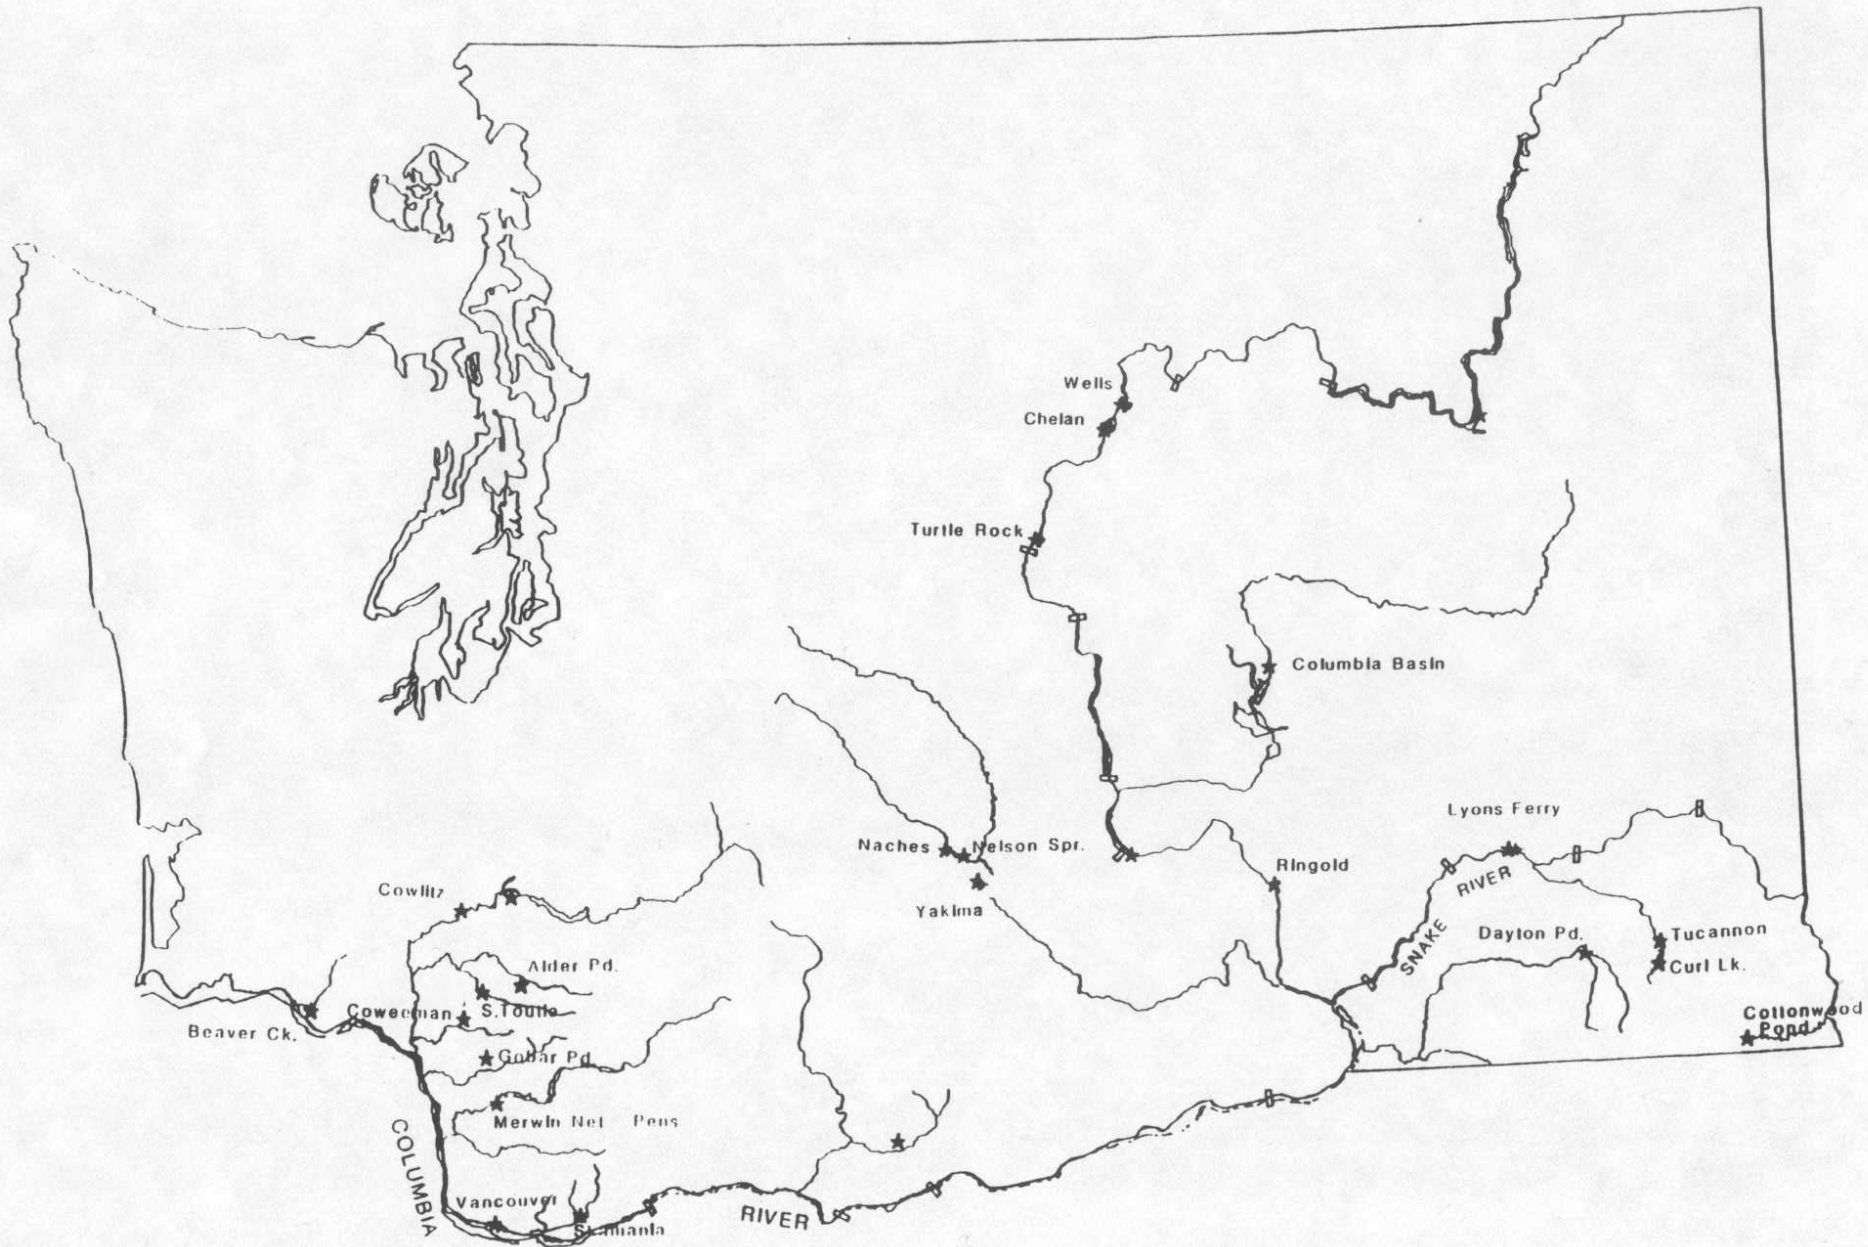 Wells
Chelan
Turtle Rock
Columbia Basin
Lyons Ferry
Naches
Nelson Spr.
Ringold
RIVER
Cowlitz
Yakima
Dayton Pd.
Tucannon
SNAKE
Alder Pd.
Curl Lk.
Coweeman
S.Toutle
Cottonwood
Pond
Beaver Ck.
Gobar Pd
Merwin Net Pens
COLUMBIA
Vancouver
RIVER
Skamania